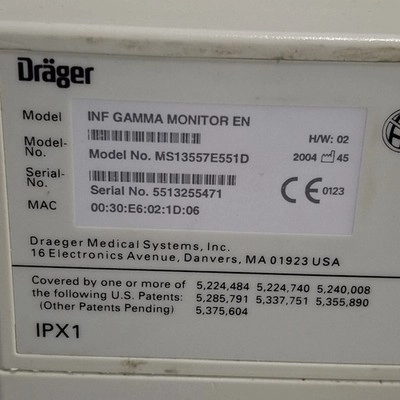 Dräger
Model INF GAMMA MONITOR EN
H/W: 02
Model-No. Model No. MS13557E551D 2004 45
Serial-No. Serial No. 5513255471 CE 0123
MAC 00:30:E6:02:1D:06
Draeger Medical Systems, Inc.
16 Electronics Avenue, Danvers, MA 01923 USA
Covered by one or more of 5,224,484 5,224,740 5,240,008
the following U.S. Patents: 5,285,791 5,337,751 5,355,890
(Other Patents Pending) 5,375,604
IPX1